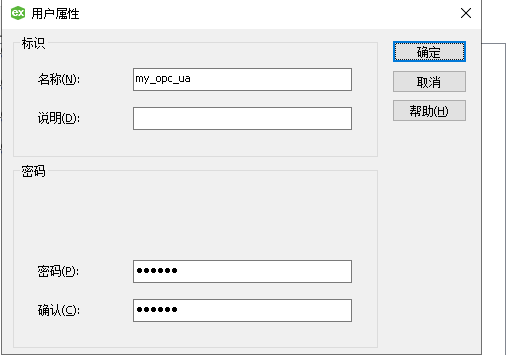 ex 用户属性
标识
确定
名称(N): my_opc_ua
取消
说明(D):
帮助(H)
密码
密码(P): ●●●●●●
确认(C): ●●●●●●